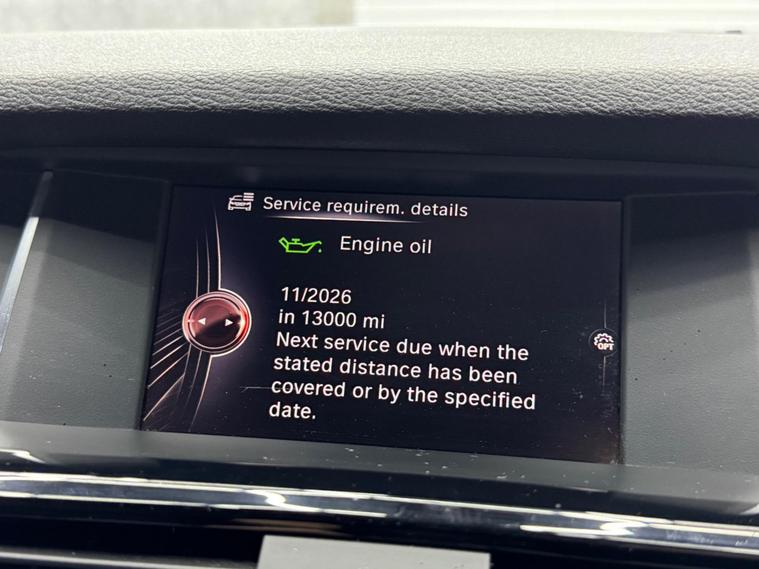 Service requirem. details
Engine oil
11/2026
in 13000 mi
Next service due when the
stated distance has been
covered or by the specified
date.
OPT